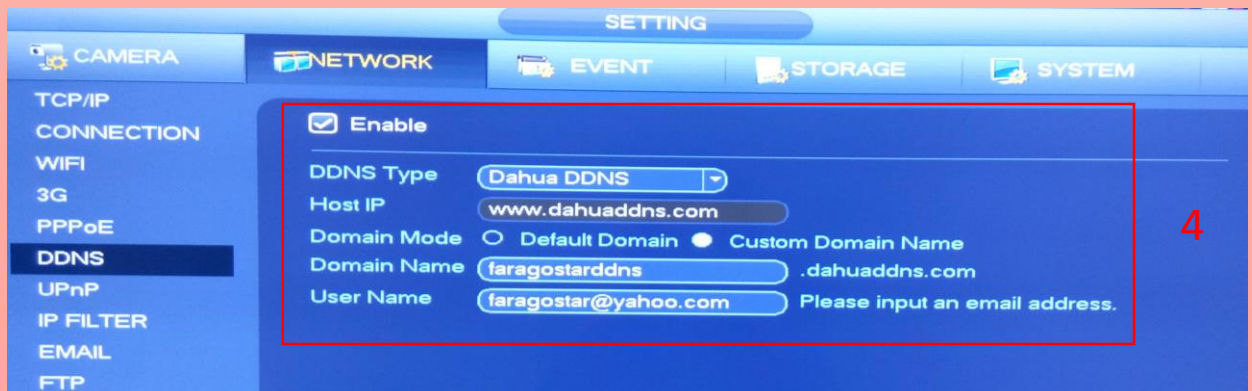 SETTING
CAMERA NETWORK EVENT STORAGE SYSTEM
TCP/IP
CONNECTION
WIFI
3G
PPPoE
DDNS
UPnP
IP FILTER
EMAIL
FTP
Enable
DDNS Type Dahua DDNS
Host IP www.dahuaddns.com
Domain Mode Default Domain Custom Domain Name
Domain Name faragostarddns .dahuaddns.com
User Name faragostar@yahoo.com Please input an email address.
4